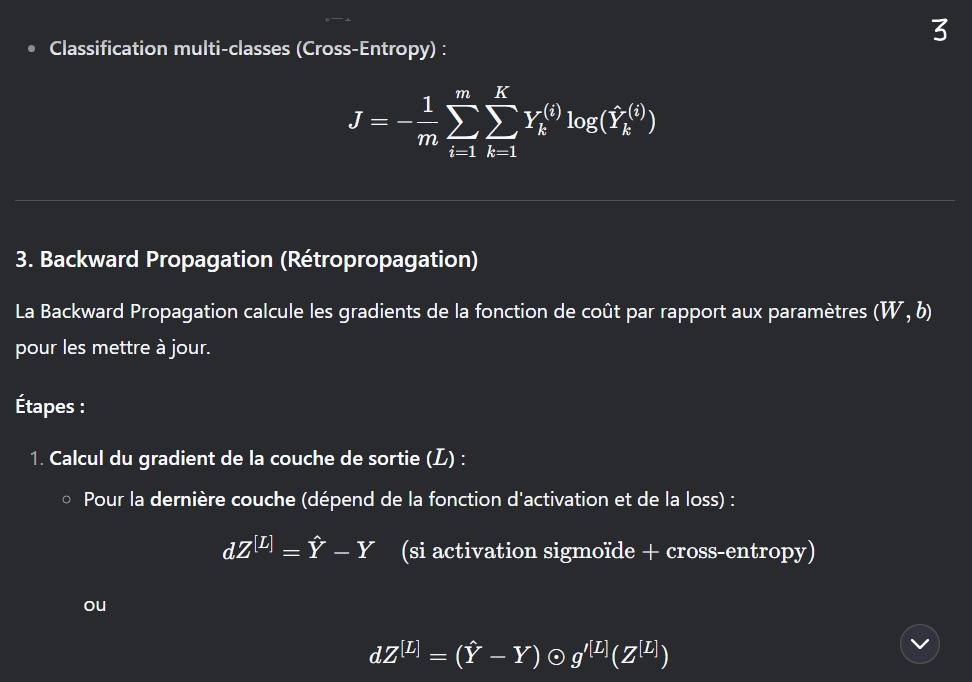 3
• Classification multi-classes (Cross-Entropy) :
J = −\frac{1}{m} \sum_{i=1}^{m} \sum_{k=1}^{K} Y_k^{(i)} \log(\hat{Y}_k^{(i)})
3. Backward Propagation (Rétropropagation)
La Backward Propagation calcule les gradients de la fonction de coût par rapport aux paramètres (W, b)
pour les mettre à jour.
Étapes :
1. Calcul du gradient de la couche de sortie (L) :
○ Pour la dernière couche (dépend de la fonction d'activation et de la loss) :
dZ^{[L]} = \hat{Y} − Y (si activation sigmoïde + cross-entropy)
ou
dZ^{[L]} = (\hat{Y} − Y) ⊙ g'^{[L]}(Z^{[L]})